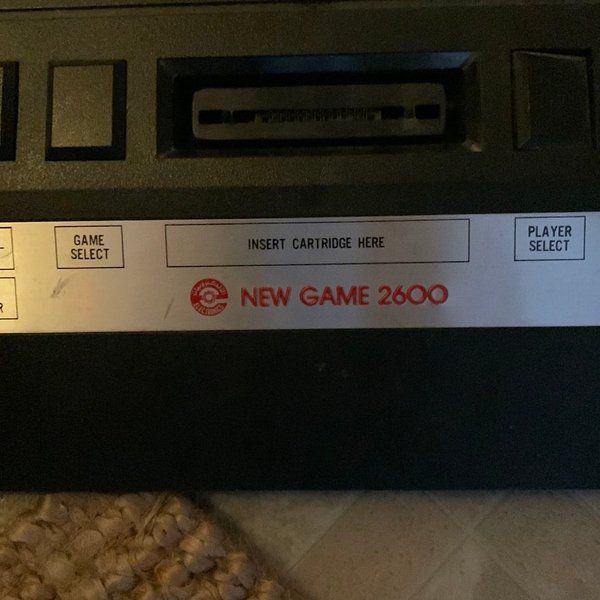 GAME
SELECT
INSERT CARTRIDGE HERE
PLAYER
SELECT
R
NEW GAME 2600